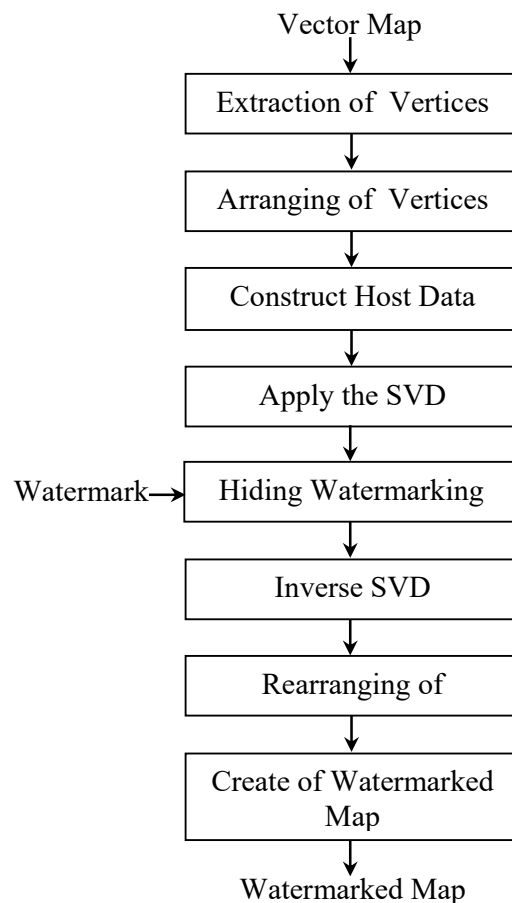 Vector Map
Extraction of Vertices
Arranging of Vertices
Construct Host Data
Apply the SVD
Watermark
Hiding Watermarking
Inverse SVD
Rearranging of
Create of Watermarked
Map
Watermarked Map